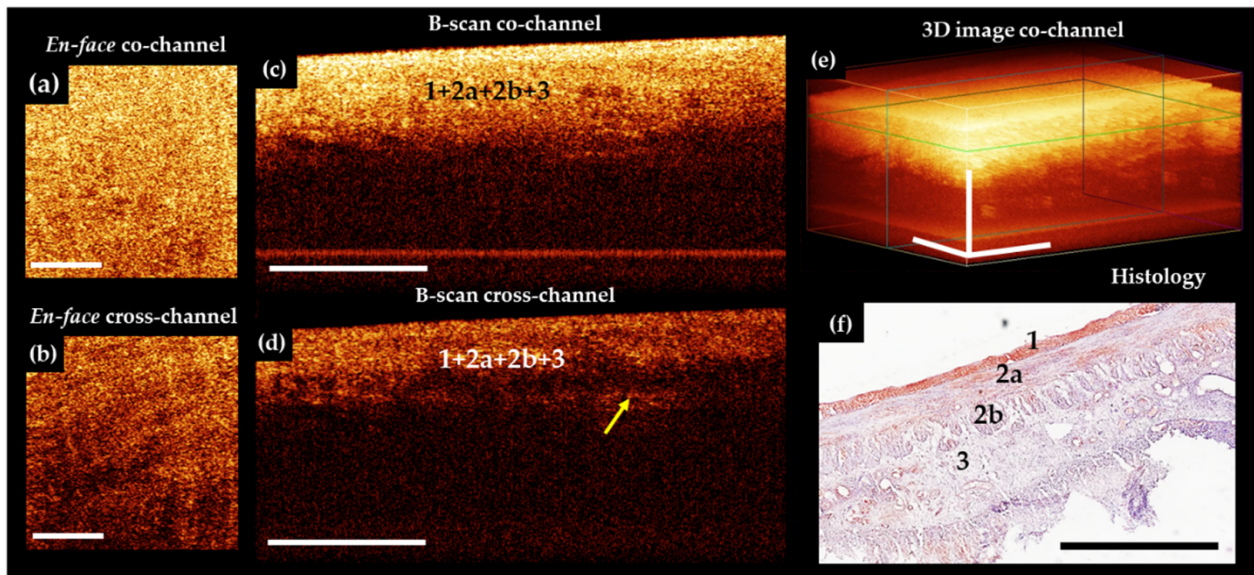 En-face co-channel
(a)
B-scan co-channel
(c)
1+2a+2b+3
3D image co-channel
(e)
En-face cross-channel
(b)
B-scan cross-channel
(d)
1+2a+2b+3
Histology
(f)
1
2a
2b
3